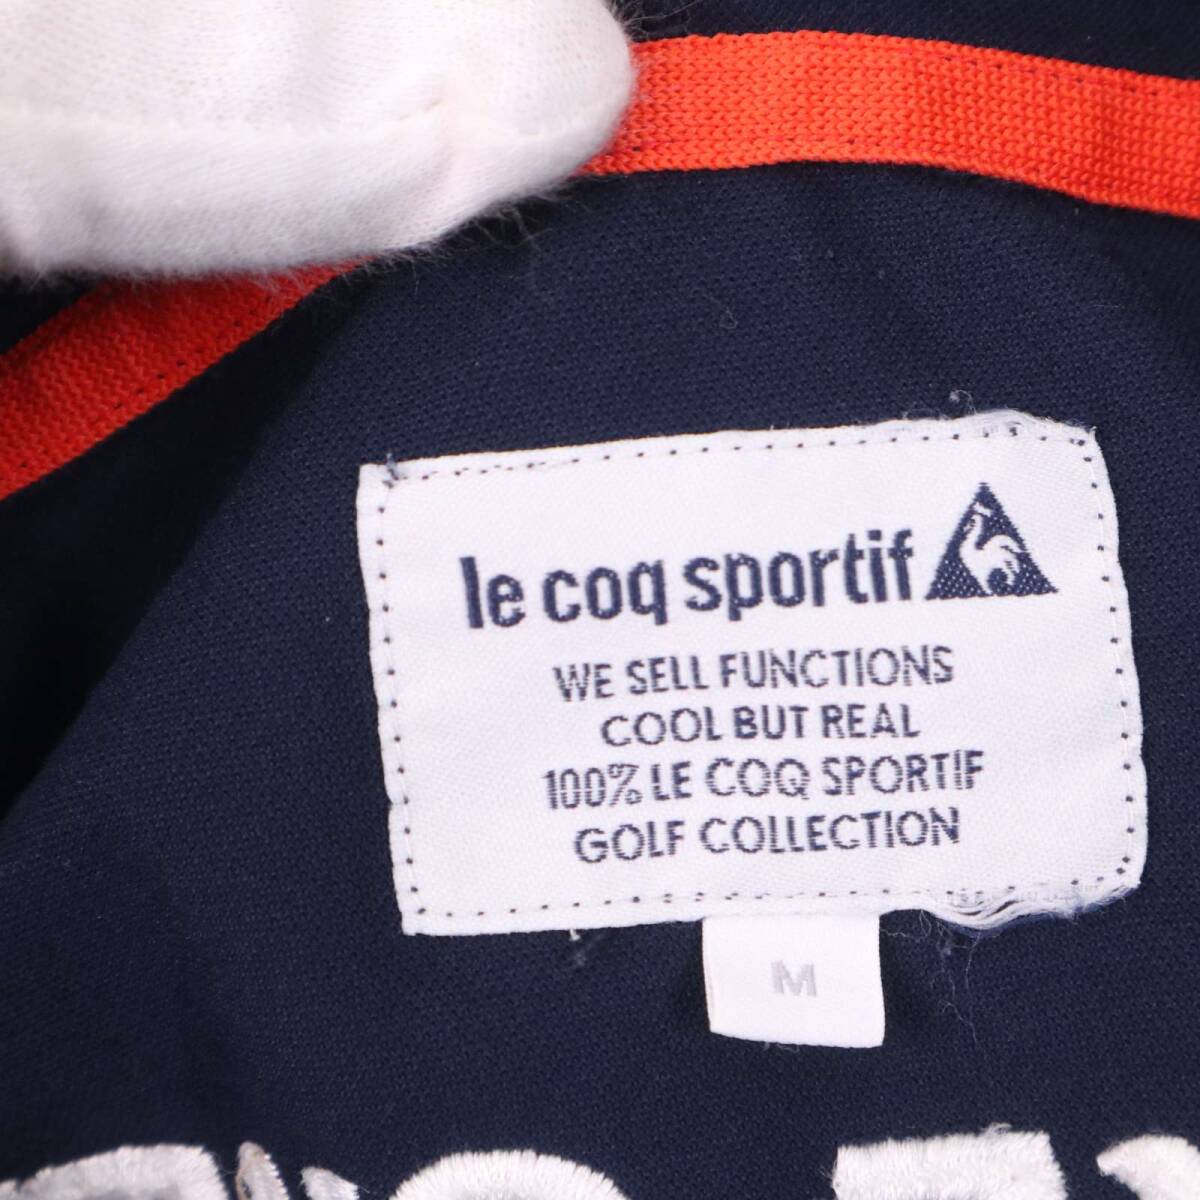 le coq sportif
WE SELL FUNCTIONS
COOL BUT REAL
100% LE COQ SPORTIF
GOLF COLLECTION
M